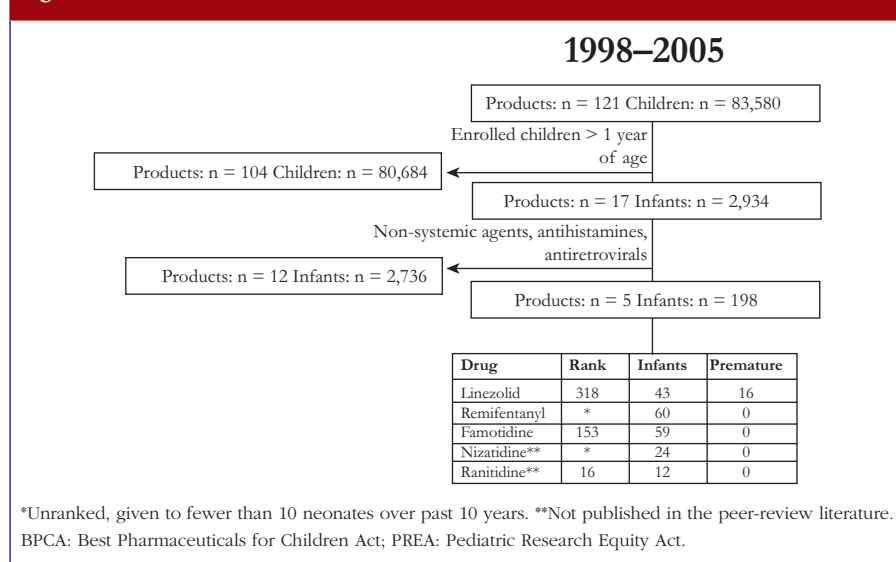 1998–2005
Products: n = 121 Children: n = 83,580
Enrolled children > 1 year
of age
Products: n = 104 Children: n = 80,684
Products: n = 17 Infants: n = 2,934
Non-systemic agents, antihistamines,
antiretrovirals
Products: n = 12 Infants: n = 2,736
Products: n = 5 Infants: n = 198
Drug Rank Infants Premature
Linezolid 318 43 16
Remifentanyl * 60 0
Famotidine 153 59 0
Nizatidine** * 24 0
Ranitidine** 16 12 0
*Unranked, given to fewer than 10 neonates over past 10 years. **Not published in the peer-review literature.
BPCA: Best Pharmaceuticals for Children Act; PREA: Pediatric Research Equity Act.